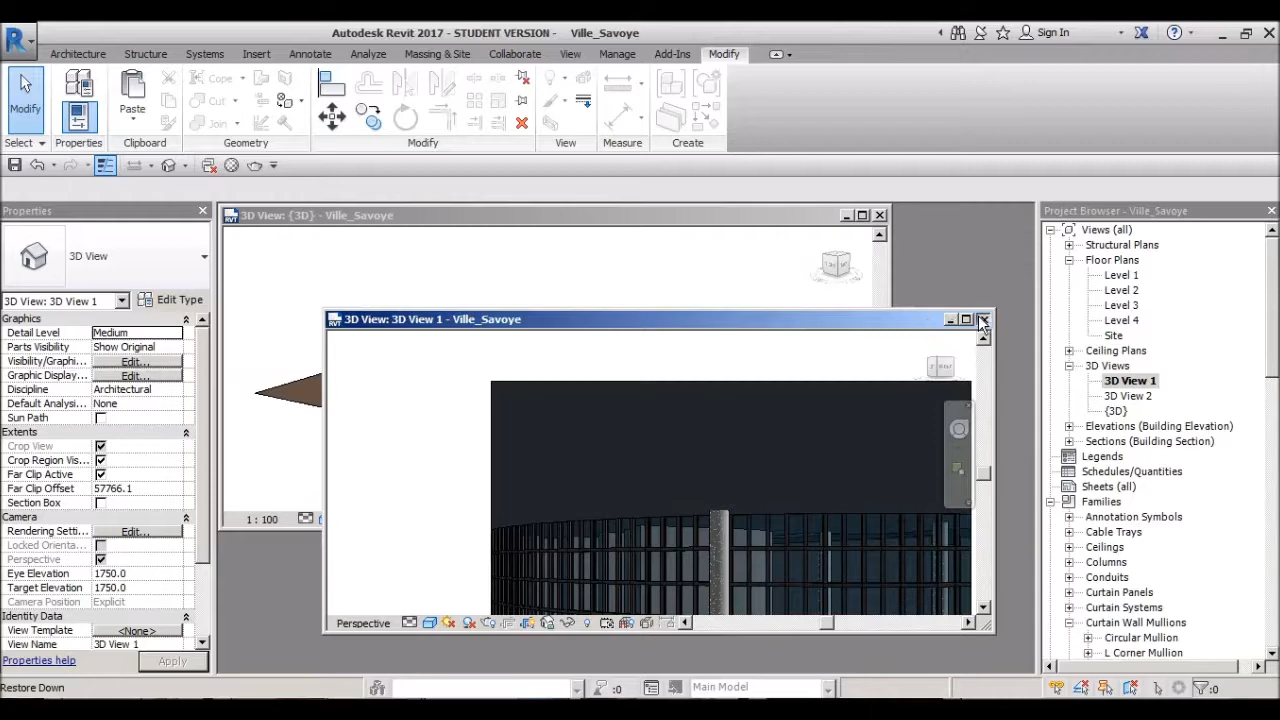 Autodesk Revit 2017 - STUDENT VERSION - Ville_Savoye
Sign In
Architecture Structure Systems Insert Annotate Analyze Massing & Site Collaborate View Manage Add-Ins Modify
Modify
Cope
Cut
Join
Paste
Select Properties Clipboard Geometry Modify View Measure Create
Properties
3D View
3D View: 3D View 1
Edit Type
Graphics
Detail Level Medium
Parts Visibility Show Original
Visibility/Graphi... Edit...
Graphic Display... Edit...
Discipline Architectural
Default Analysi... None
Sun Path
Extents
Crop View
Crop Region Vis...
Far Clip Active
Far Clip Offset 57766.1
Section Box
Camera
Rendering Setti... Edit...
Locked Orienta...
Perspective
Eye Elevation 1750.0
Target Elevation 1750.0
Camera Position Explicit
Identity Data
View Template <None>
View Name 3D View 1
Properties help
Apply
3D View: {3D} - Ville_Savoye
1 : 100
3D View: 3D View 1 - Ville_Savoye
Perspective
Project Browser - Ville_Savoye
Views (all)
Structural Plans
Floor Plans
Level 1
Level 2
Level 3
Level 4
Site
Ceiling Plans
3D Views
3D View 1
3D View 2
{3D}
Elevations (Building Elevation)
Sections (Building Section)
Legends
Schedules/Quantities
Sheets (all)
Families
Annotation Symbols
Cable Trays
Ceilings
Columns
Conduits
Curtain Panels
Curtain Systems
Curtain Wall Mullions
Circular Mullion
L Corner Mullion
Restore Down
:0
Main Model
:0